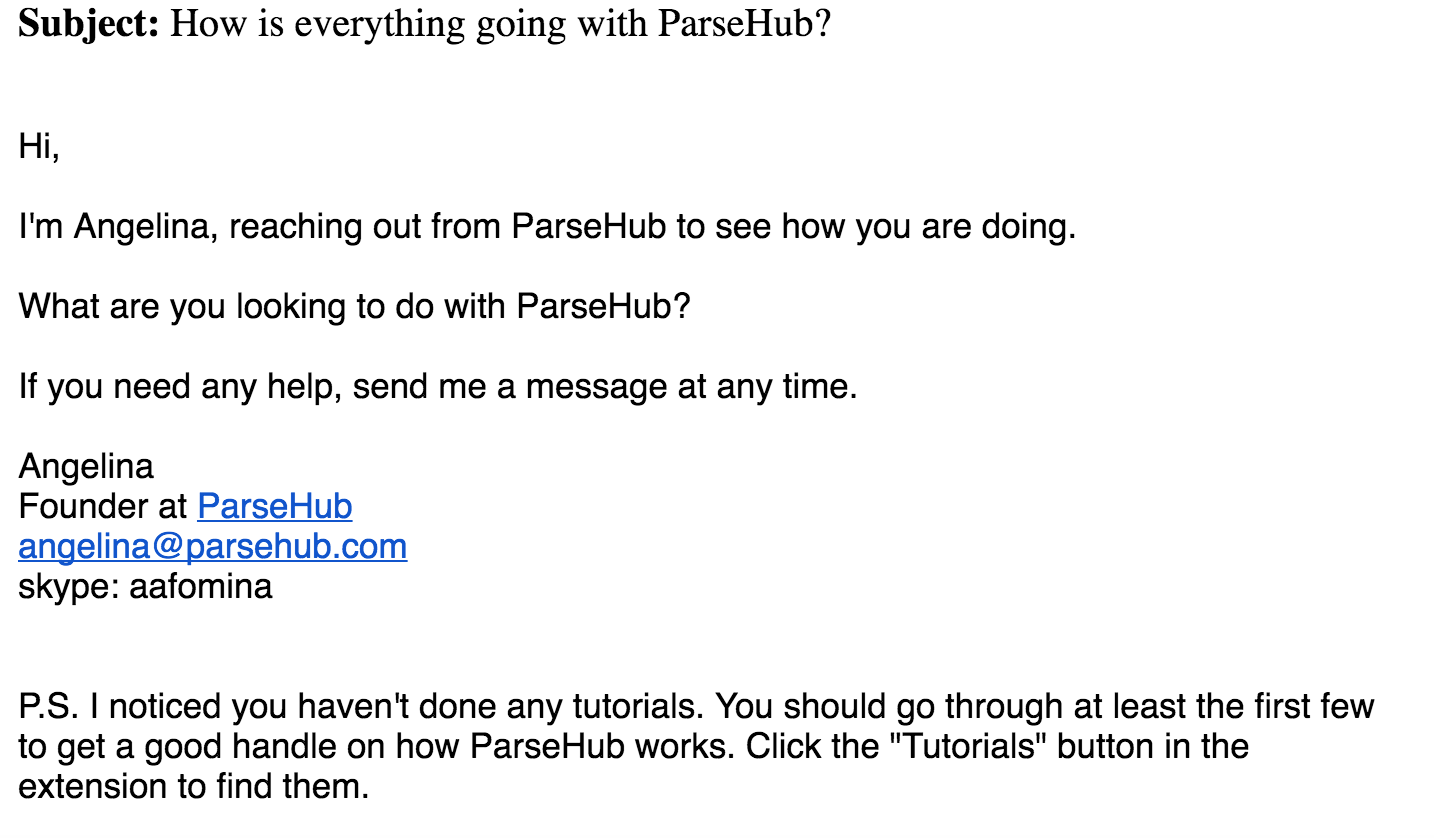 Subject: How is everything going with ParseHub?
Hi,
I'm Angelina, reaching out from ParseHub to see how you are doing.
What are you looking to do with ParseHub?
If you need any help, send me a message at any time.
Angelina
Founder at ParseHub
angelina@parsehub.com
skype: aafomina
P.S. I noticed you haven't done any tutorials. You should go through at least the first few
to get a good handle on how ParseHub works. Click the "Tutorials" button in the
extension to find them.